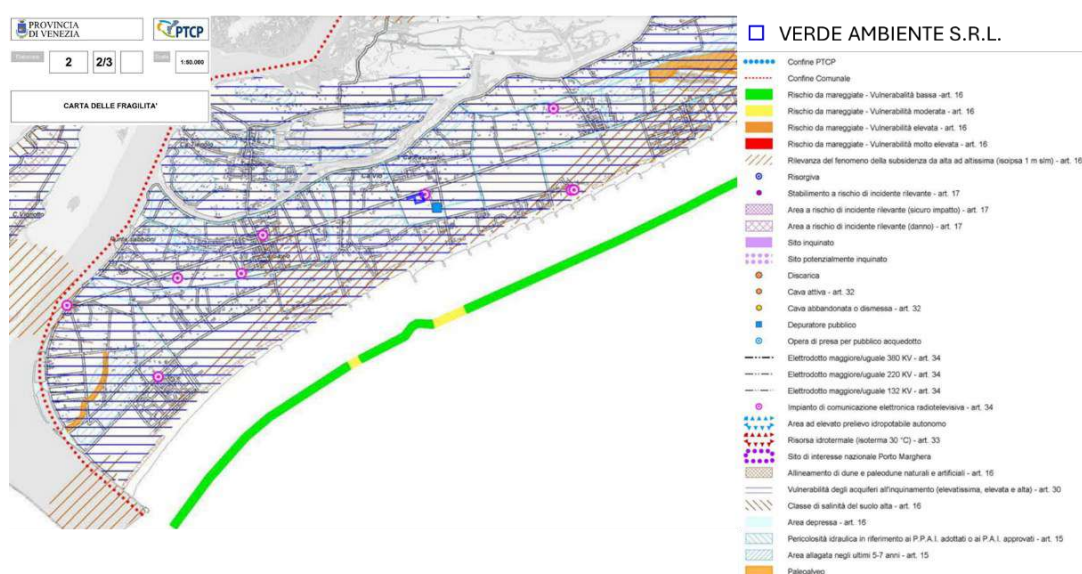 PROVINCIA
DI VENEZIA
PTCP
2
2/3
1:50.000
CARTA DELLE FRAGILITA'
VERDE AMBIENTE S.R.L.
Confine PTCP
Confine Comunale
Rischio da mareggiate - Vulnerabilità bassa -art. 16
Rischio da mareggiate - Vulnerabilità moderata - art. 16
Rischio da mareggiate - Vulnerabilità elevata - art. 16
Rischio da mareggiate - Vulnerabilità molto elevata - art. 16
Rilevanza del fenomeno della subsidenza da alta ad altissima (isoipsa 1 m slm) - art. 16
Risorgiva
Stabilimento a rischio di incidente rilevante - art. 17
Area a rischio di incidente rilevante (sicuro impatto) - art. 17
Area a rischio di incidente rilevante (danno) - art. 17
Sito inquinato
Sito potenzialmente inquinato
Discarica
Cava attiva - art. 32
Cava abbandonata o dismessa - art. 32
Depuratore pubblico
Opera di presa per pubblico acquedotto
Elettrodotto maggiore/uguale 380 KV - art. 34
Elettrodotto maggiore/uguale 220 KV - art. 34
Elettrodotto maggiore/uguale 132 KV - art. 34
Impianto di comunicazione elettronica radiotelevisiva - art. 34
Area ad elevato prelievo idropotabile autonomo
Risorsa idrotermale (isoterma 30 °C) - art. 33
Sito di interesse nazionale Porto Marghera
Allineamento di dune e paleodune naturali e artificiali - art. 16
Vulnerabilità degli acquiferi all'inquinamento (elevatissima, elevata e alta) - art. 30
Classe di salinità del suolo alta - art. 16
Area depressa - art. 16
Pericolosità idraulica in riferimento ai P.P.A.I. adottati o ai P.A.I. approvati - art. 15
Area allagata negli ultimi 5-7 anni - art. 15
Paleoalveo